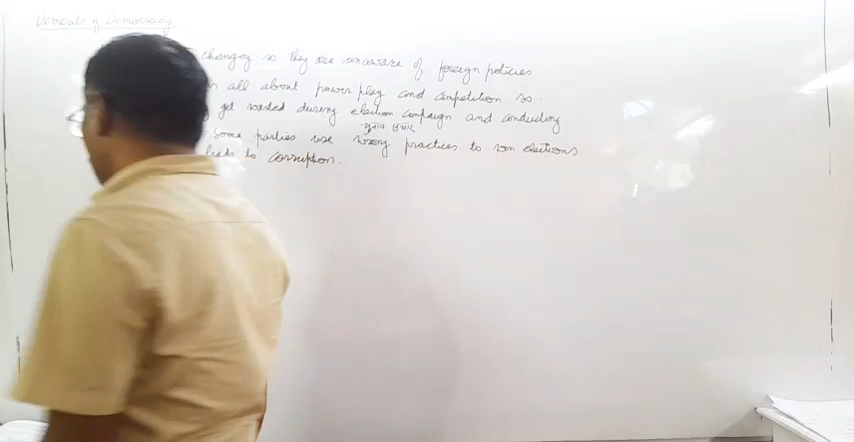 Demerits of Democracy
changing so they are unaware of foreign policies
all about power play and competition so
get wasted during election campaign and conducting
चुनाव प्रचार
some parties use wrong practices to win elections
leads to corruption.